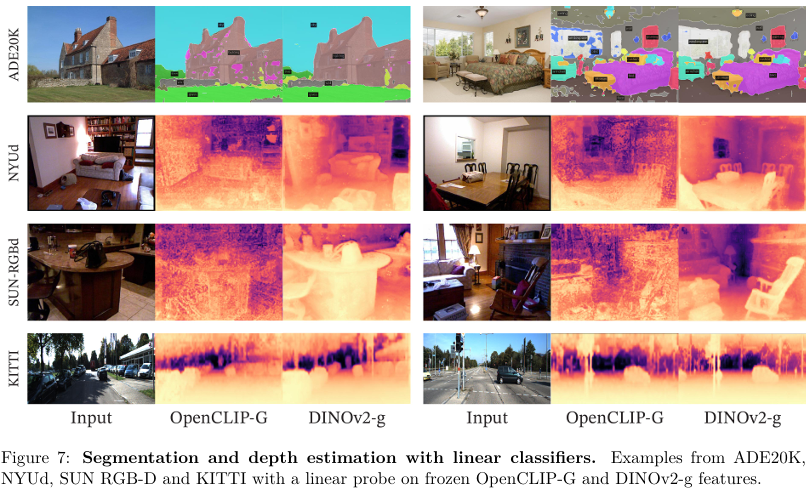 ADE20K
NYUd
SUN-RGBd
KITTI
Input OpenCLIP-G DINOv2-g Input OpenCLIP-G DINOv2-g
Figure 7: Segmentation and depth estimation with linear classifiers. Examples from ADE20K,
NYUd, SUN RGB-D and KITTI with a linear probe on frozen OpenCLIP-G and DINOv2-g features.